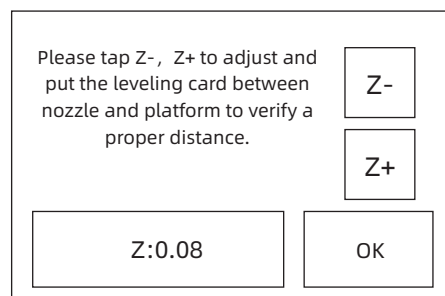 Please tap Z-，Z+ to adjust and
put the leveling card between
nozzle and platform to verify a
proper distance.
Z-
Z+
Z:0.08
OK